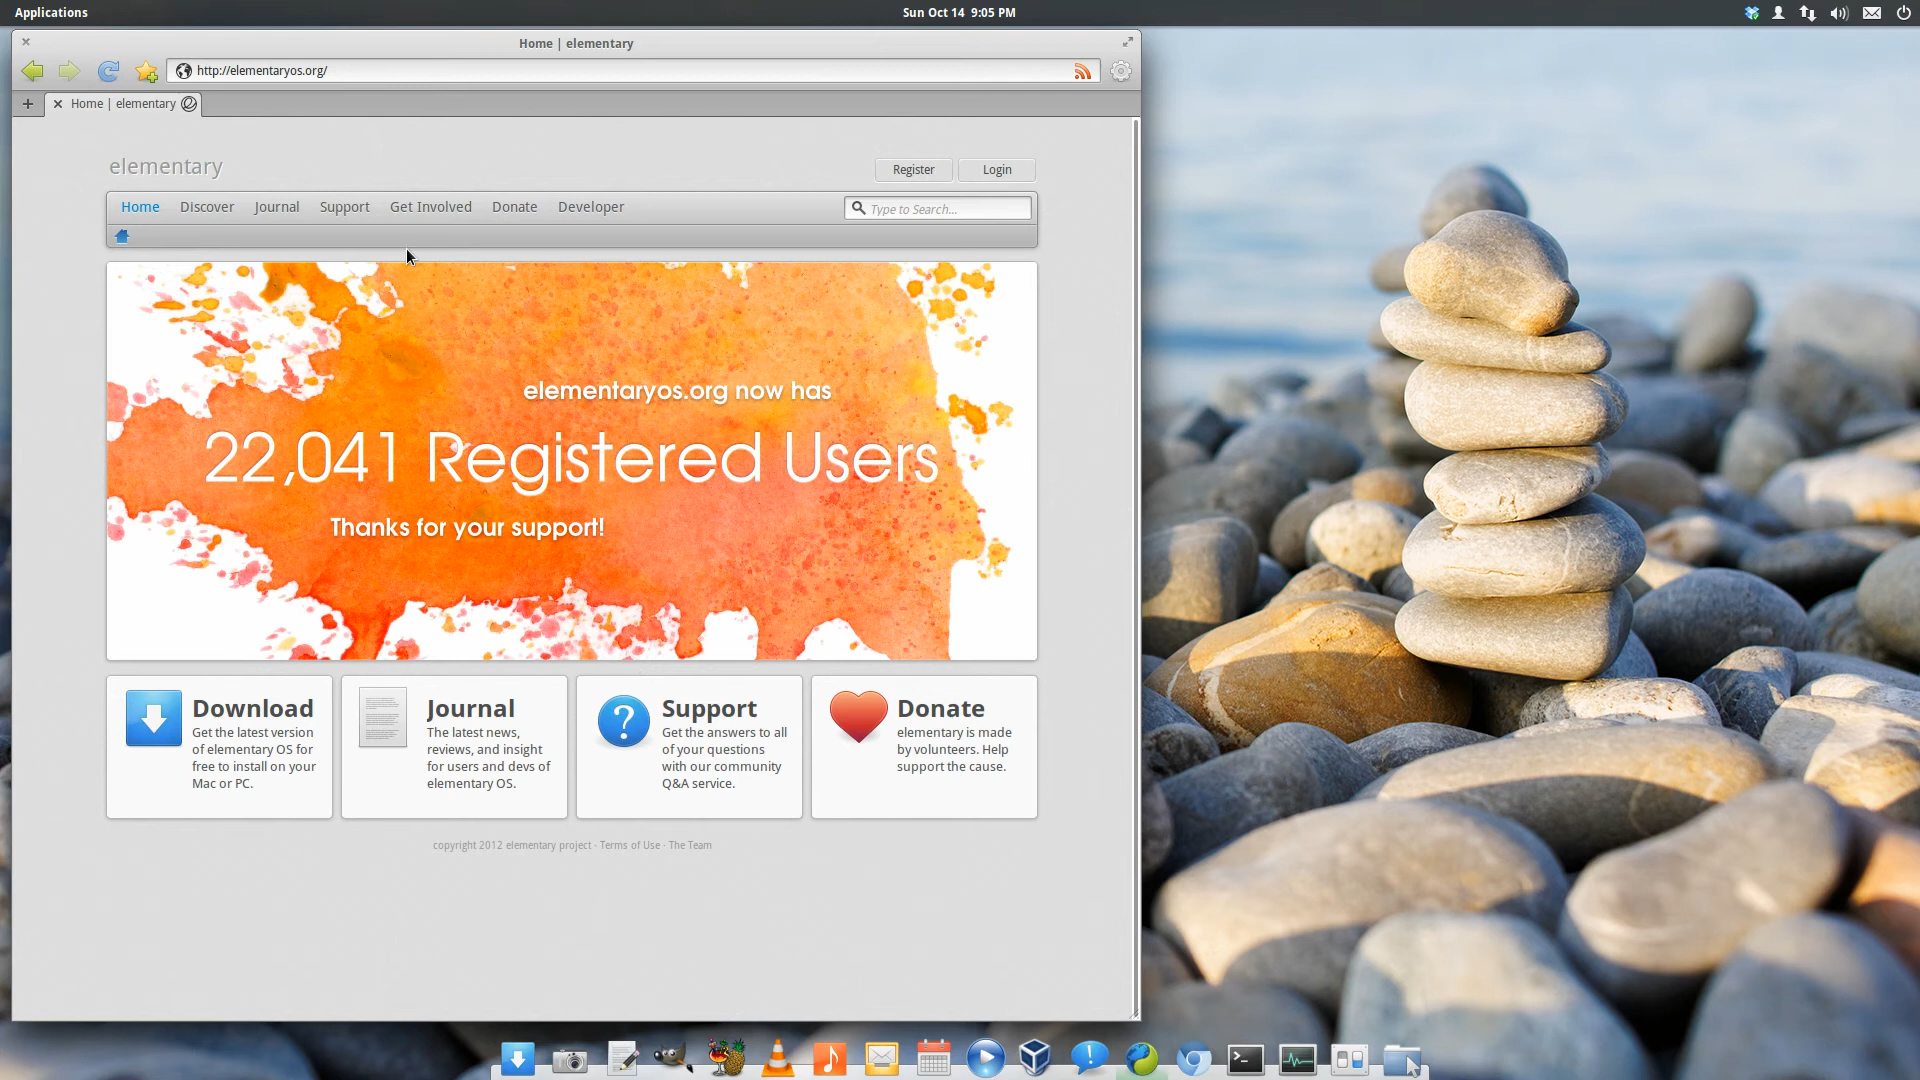 Applications
Sun Oct 14 9:05 PM
Home | elementary
http://elementaryos.org/
Home | elementary
elementary
Register
Login
Home Discover Journal Support Get Involved Donate Developer
Type to Search...
elementaryos.org now has
22,041 Registered Users
Thanks for your support!
Download
Get the latest version
of elementary OS for
free to install on your
Mac or PC.
Journal
The latest news,
reviews, and insight
for users and devs of
elementary OS.
Support
Get the answers to all
of your questions
with our community
Q&A service.
Donate
elementary is made
by volunteers. Help
support the cause.
copyright 2012 elementary project · Terms of Use · The Team